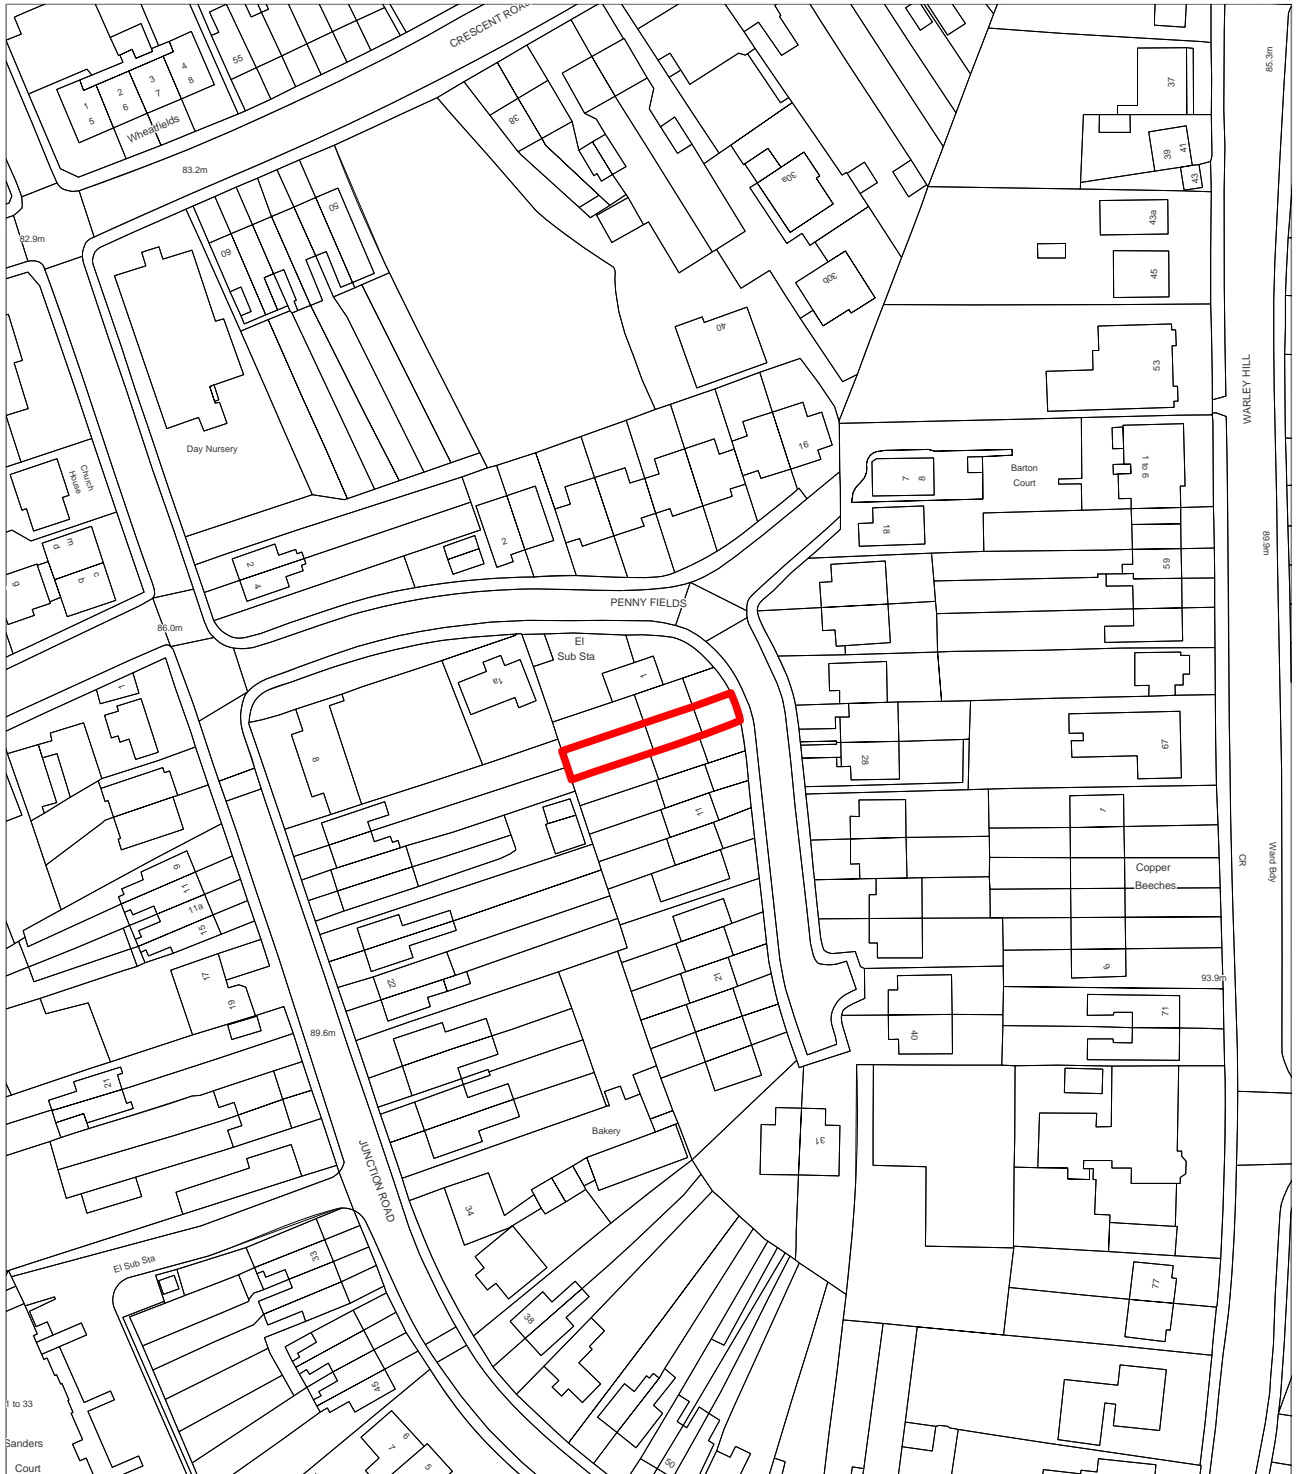 CRESCENT ROA
55
4
3
8
2
7
1
6
5
Wheatfields
38
83.2m
82.9m
50
60
30a
30b
40
85.3m
37
39
41
43
43a
45
53
WARLEY HILL
Day Nursery
Church
House
16
2
7
8
Barton
Court
1 to 6
18
59
89.9m
2
4
m
d
c
b
g
86.0m
PENNY FIELDS
El
Sub Sta
1
1a
1
8
28
67
11
7
Copper
Beeches
CR
Ward Bdy
9
11
11a
15
17
19
22
21
9
93.9m
71
40
89.6m
21
Bakery
31
JUNCTION ROAD
34
El Sub Sta
33
77
38
45
1 to 33
Sanders
Court
6
7
5
50